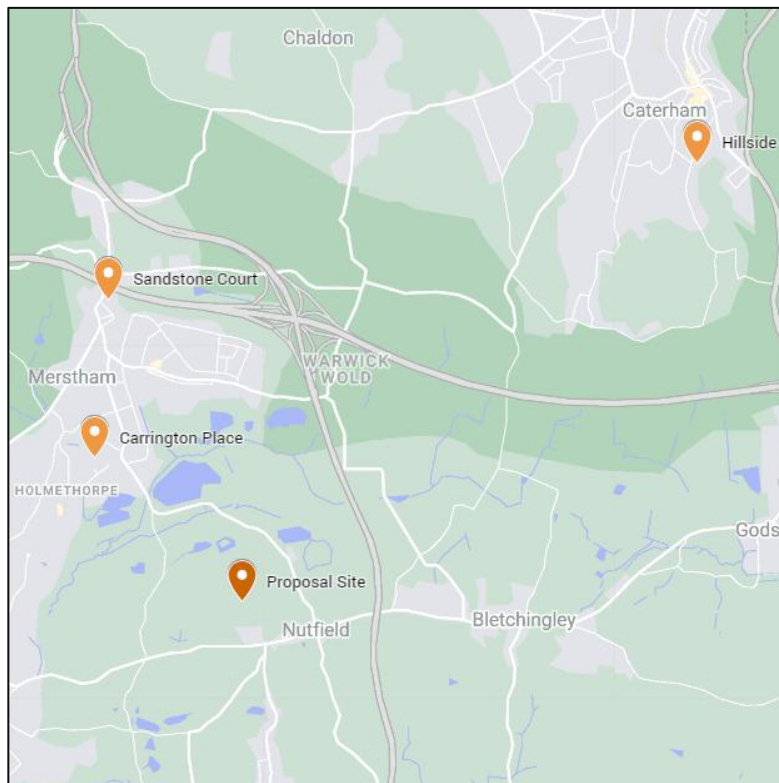 Chaldon
Caterham
Hillside
Sandstone Court
WARWICK
WOLD
Merstham
Carrington Place
HOLMETHORPE
Gods
Proposal Site
Bletchingley
Nutfield